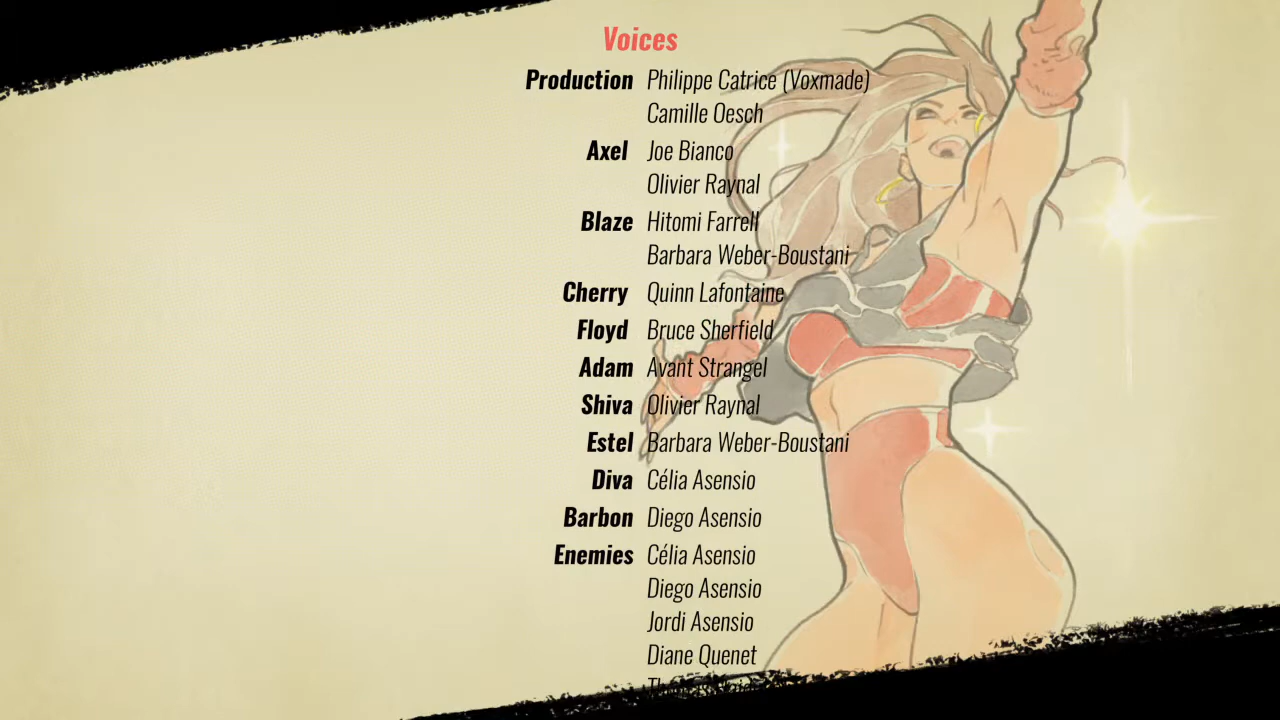 Voices
Production Philippe Catrice (Voxmade)
Camille Oesch
Axel Joe Bianco
Olivier Raynal
Blaze Hitomi Farrell
Barbara Weber-Boustani
Cherry Quinn Lafontaine
Floyd Bruce Sherfield
Adam Avant Strangel
Shiva Olivier Raynal
Estel Barbara Weber-Boustani
Diva Célia Asensio
Barbon Diego Asensio
Enemies Célia Asensio
Diego Asensio
Jordi Asensio
Diane Quenet